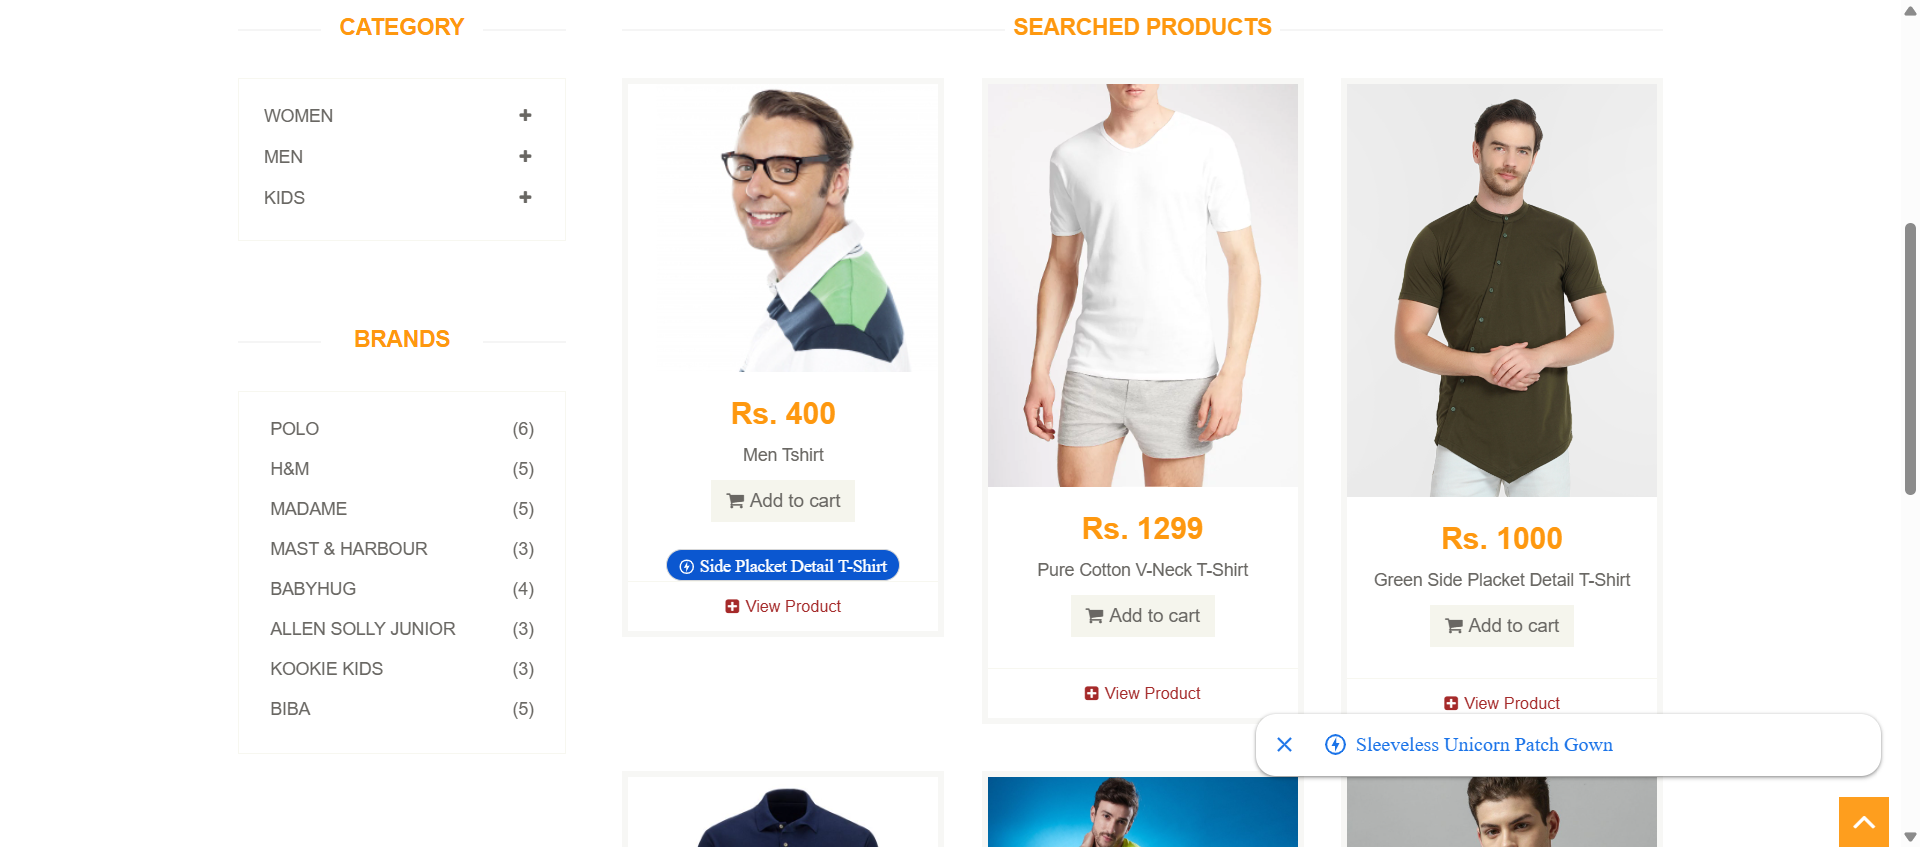 CATEGORY
WOMEN
MEN
KIDS
BRANDS
POLO (6)
H&M (5)
MADAME (5)
MAST & HARBOUR (3)
BABYHUG (4)
ALLEN SOLLY JUNIOR (3)
KOOKIE KIDS (3)
BIBA (5)
SEARCHED PRODUCTS
Rs. 400
Men Tshirt
Add to cart
Side Placket Detail T-Shirt
View Product
Rs. 1299
Pure Cotton V-Neck T-Shirt
Add to cart
View Product
Rs. 1000
Green Side Placket Detail T-Shirt
Add to cart
View Product
Sleeveless Unicorn Patch Gown